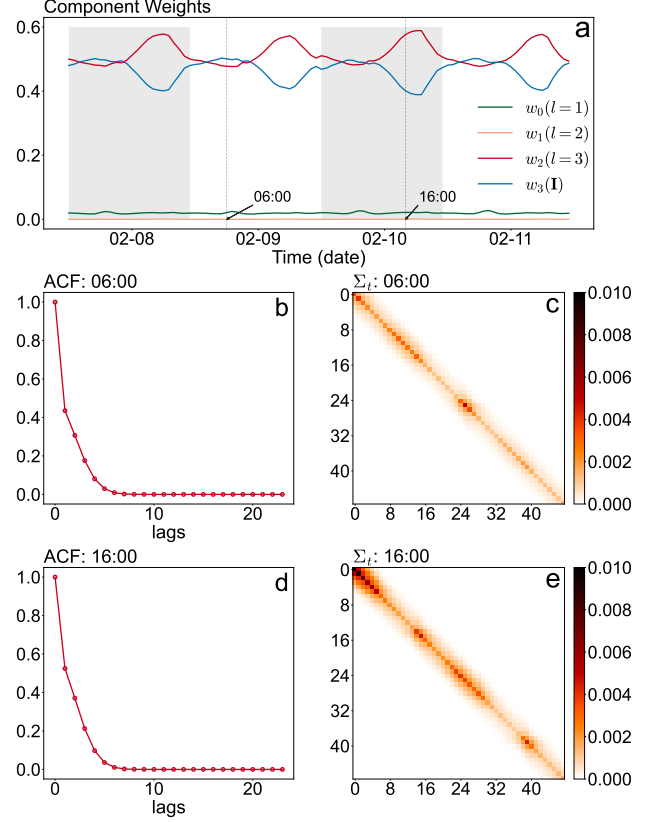 Component Weights
a
0.6
0.4
0.2
0.0
w₀(l = 1)
w₁(l = 2)
w₂(l = 3)
w₃(I)
06:00
16:00
02-08 02-09 02-10 02-11
Time (date)
ACF: 06:00
b
1.0
0.8
0.6
0.4
0.2
0.0
0 10 20
lags
Σₜ: 06:00
c
0
8
16
24
32
40
0 8 16 24 32 40
0.010
0.008
0.006
0.004
0.002
0.000
ACF: 16:00
d
1.0
0.8
0.6
0.4
0.2
0.0
0 10 20
lags
Σₜ: 16:00
e
0
8
16
24
32
40
0 8 16 24 32 40
0.010
0.008
0.006
0.004
0.002
0.000